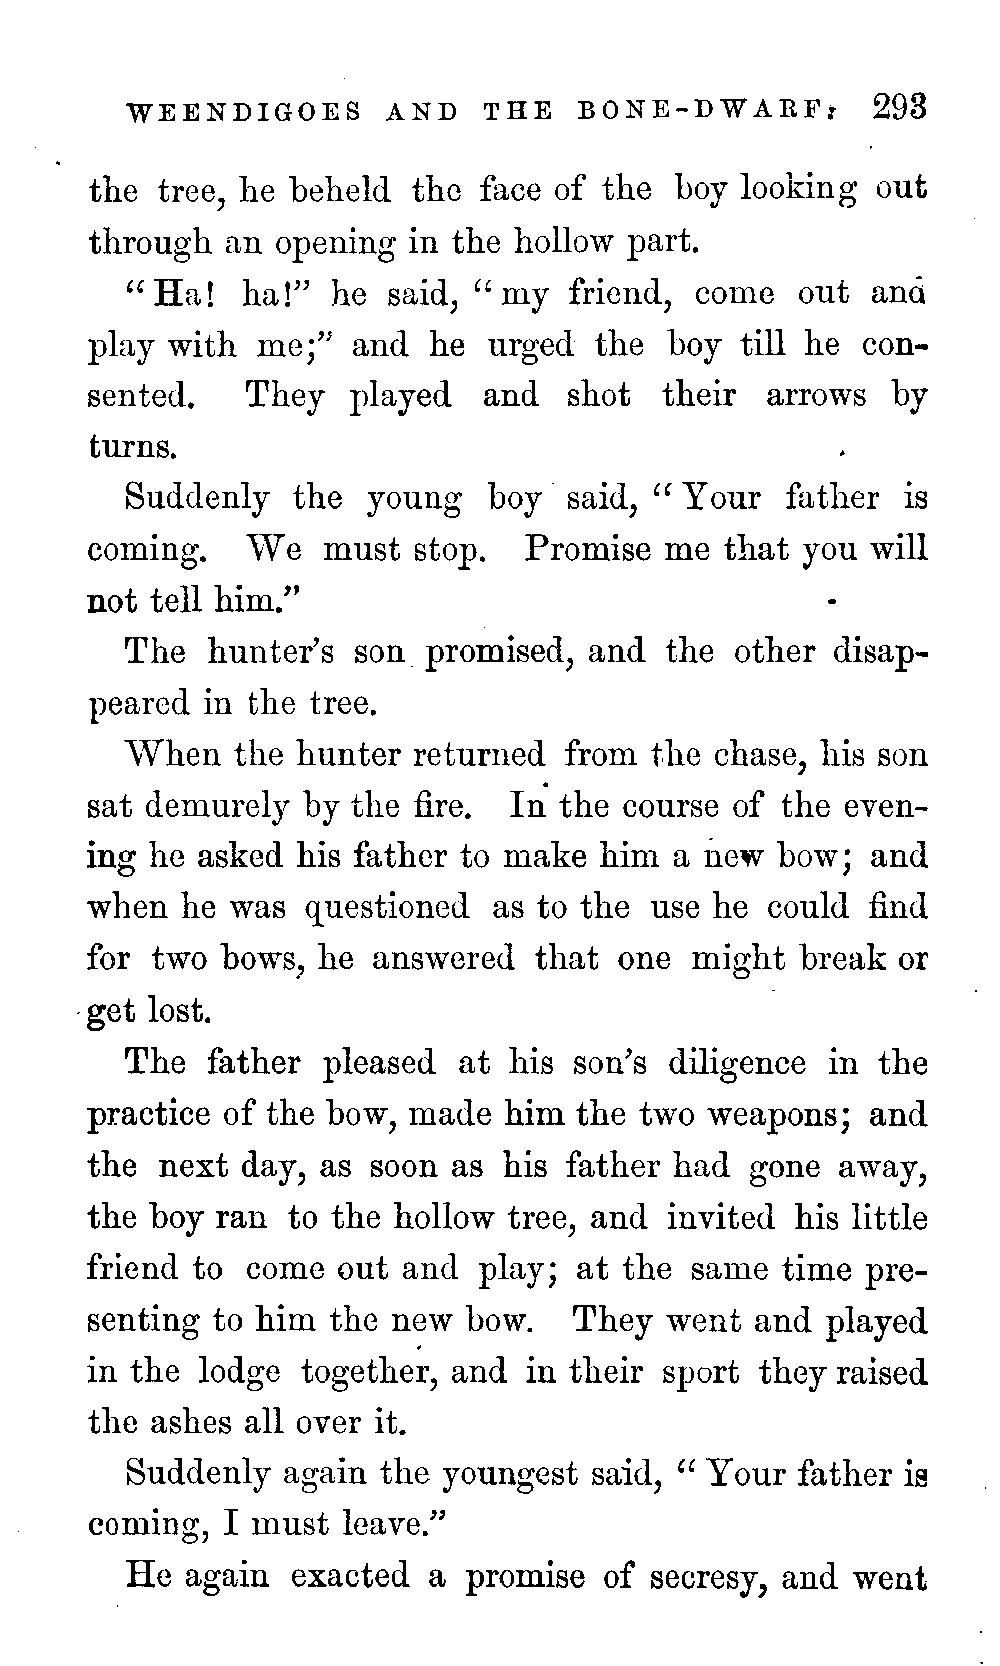 WEENDIGOES AND THE BONE-DWARF. 293
the tree, he beheld the face of the boy looking out
through an opening in the hollow part.
“Ha! ha!” he said, “my friend, come out and
play with me;” and he urged the boy till he con-
sented. They played and shot their arrows by
turns.
Suddenly the young boy said, “Your father is
coming. We must stop. Promise me that you will
not tell him.”
The hunter’s son promised, and the other disap-
peared in the tree.
When the hunter returned from the chase, his son
sat demurely by the fire. In the course of the even-
ing he asked his father to make him a new bow; and
when he was questioned as to the use he could find
for two bows, he answered that one might break or
get lost.
The father pleased at his son’s diligence in the
practice of the bow, made him the two weapons; and
the next day, as soon as his father had gone away,
the boy ran to the hollow tree, and invited his little
friend to come out and play; at the same time pre-
senting to him the new bow. They went and played
in the lodge together, and in their sport they raised
the ashes all over it.
Suddenly again the youngest said, “Your father is
coming, I must leave.”
He again exacted a promise of secresy, and went